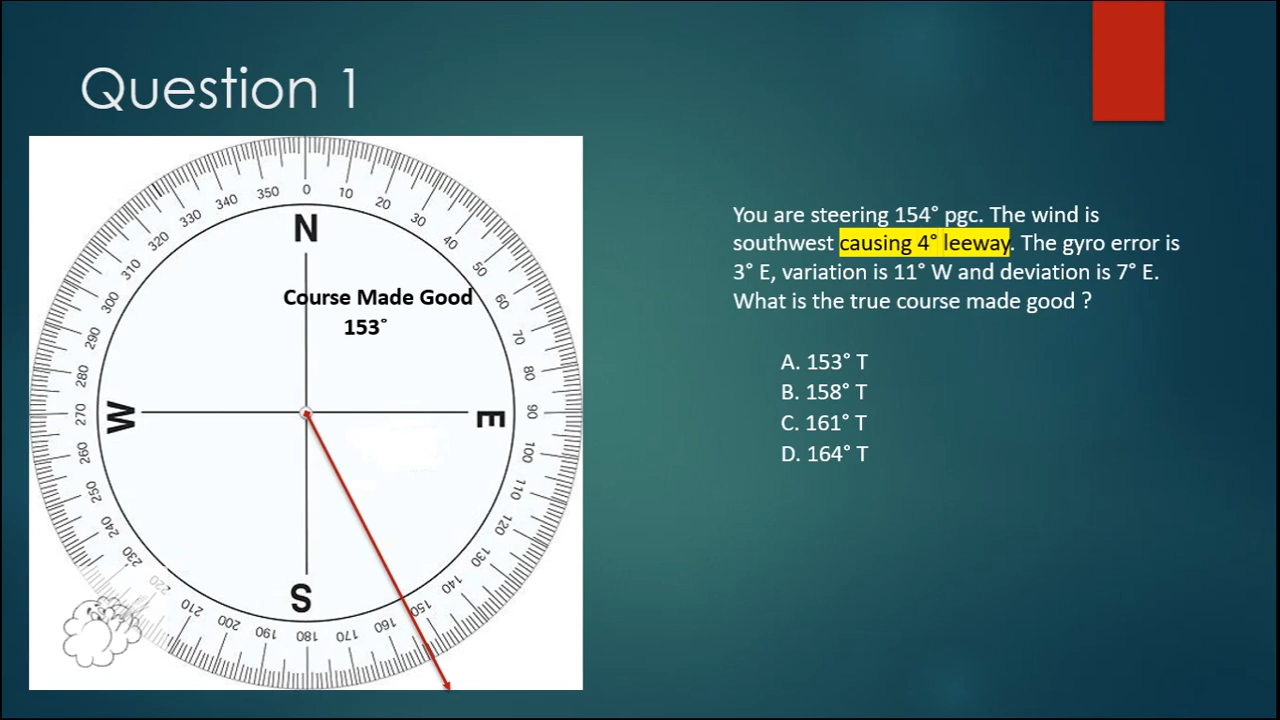 Question 1
N
E
S
W
0
10
20
30
40
50
60
70
80
90
100
110
120
130
140
150
160
170
180
190
200
210
220
230
240
250
260
270
280
290
300
310
320
330
340
350
Course Made Good
153°
You are steering 154° pgc. The wind is
southwest causing 4° leeway. The gyro error is
3° E, variation is 11° W and deviation is 7° E.
What is the true course made good ?
A. 153° T
B. 158° T
C. 161° T
D. 164° T